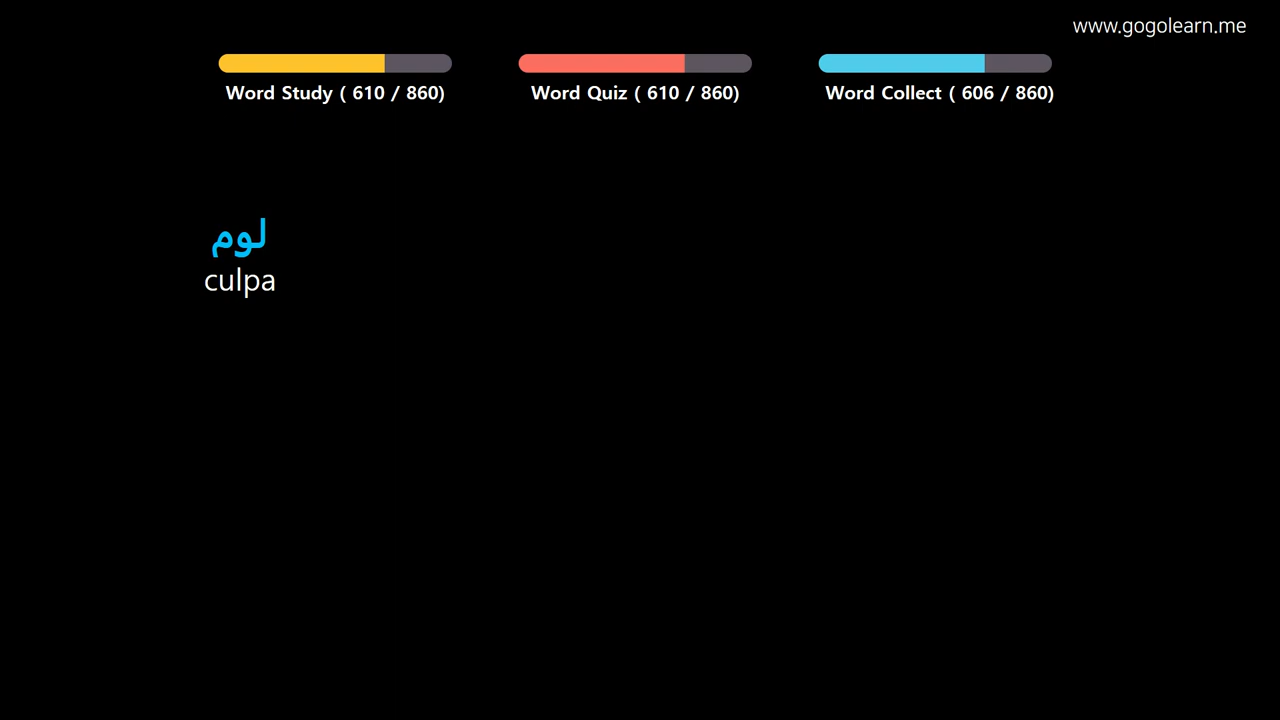 www.gogolearn.me
Word Study ( 610 / 860)
Word Quiz ( 610 / 860)
Word Collect ( 606 / 860)
لوم
culpa